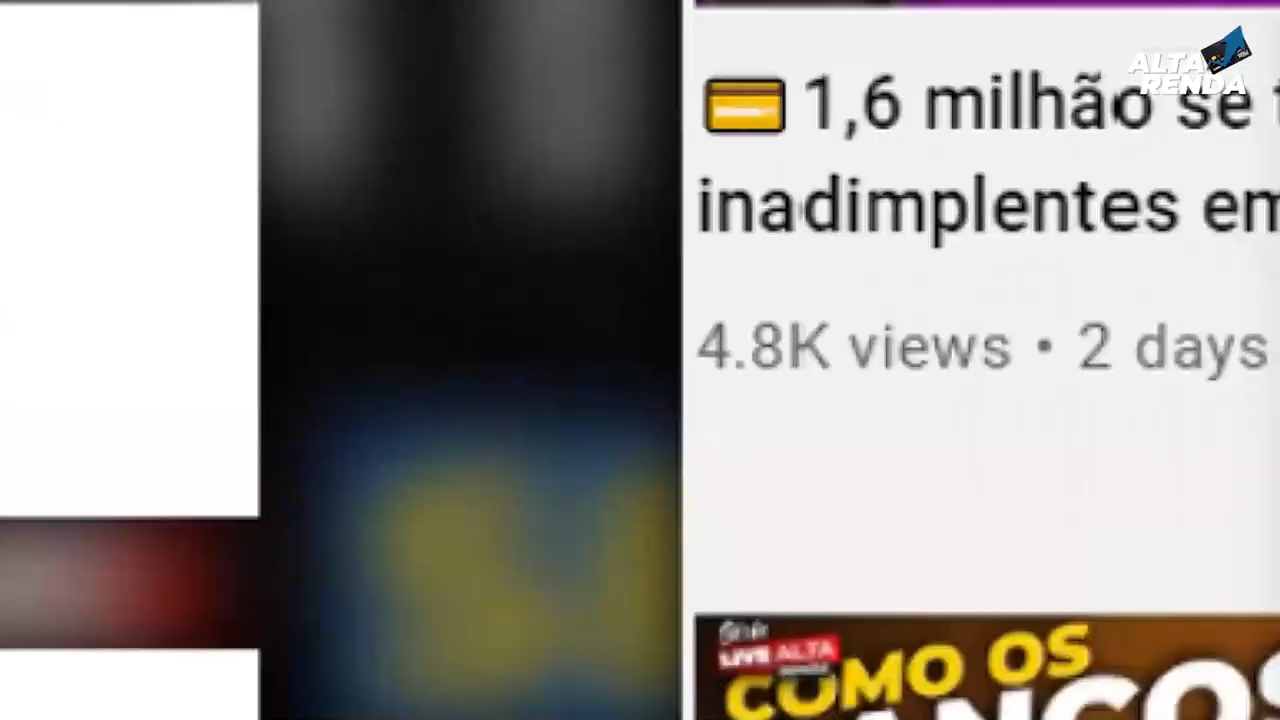 ALTA
RENDA
💳 1,6 milhão se
inadimplentes em
4.8K views • 2 days
LIVE ALTA
COMO OS